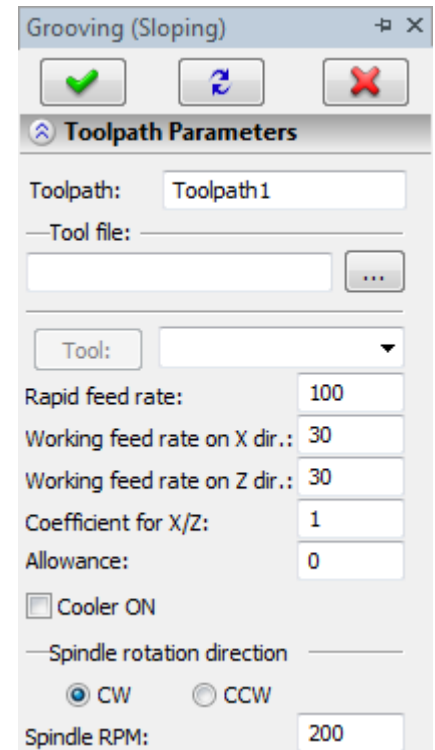 Grooving (Sloping)
Toolpath Parameters
Toolpath: Toolpath1
Tool file:
...
Tool:
Rapid feed rate: 100
Working feed rate on X dir.: 30
Working feed rate on Z dir.: 30
Coefficient for X/Z: 1
Allowance: 0
Cooler ON
Spindle rotation direction
CW CCW
Spindle RPM: 200